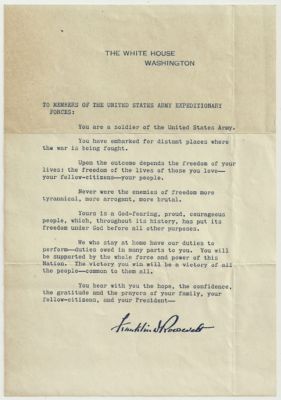 THE WHITE HOUSE
WASHINGTON
TO MEMBERS OF THE UNITED STATES ARMY EXPEDITIONARY
FORCES:
You are a soldier of the United States Army.
You have embarked for distant places where
the war is being fought.
Upon the outcome depends the freedom of your
lives: the freedom of the lives of those you love—
your fellow-citizens—your people.
Never were the enemies of freedom more
tyrannical, more arrogant, more brutal.
Yours is a God-fearing, proud, courageous
people, which, throughout its history, has put its
freedom under God before all other purposes.
We who stay at home have our duties to
perform—duties owed in many parts to you. You will
be supported by the whole force and power of this
Nation. The victory you win will be a victory of all
the people—common to them all.
You bear with you the hope, the confidence,
the gratitude and the prayers of your family, your
fellow-citizens, and your President—
Franklin D Roosevelt